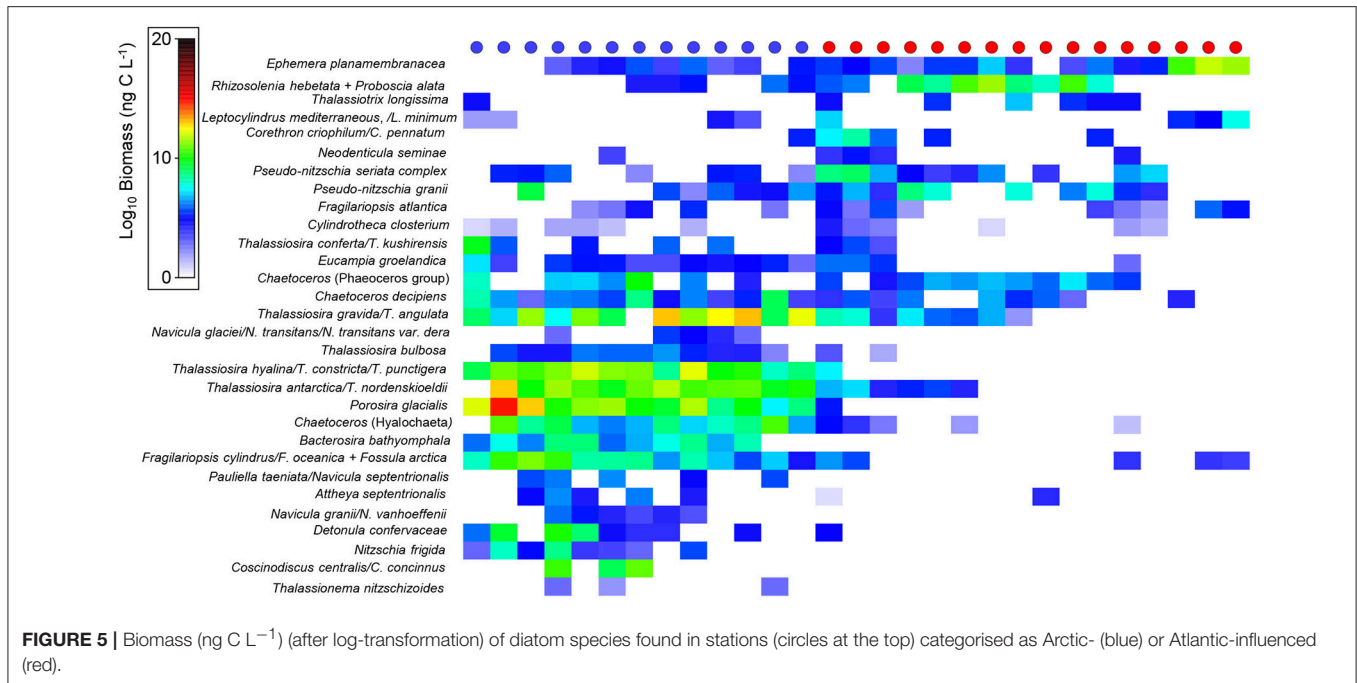 20
10
0
Log10 Biomass (ng C L-1)
Ephemera planamembranacea
Rhizosolenia hebetata + Proboscia alata
Thalassiotrix longissima
Leptocylindrus mediterraneous, /L. minimum
Corethron criophilum/C. pennatum
Neodenticula seminae
Pseudo-nitzschia seriata complex
Pseudo-nitzschia granii
Fragilariopsis atlantica
Cylindrotheca closterium
Thalassiosira conferta/T. kushirensis
Eucampia groelandica
Chaetoceros (Phaeoceros group)
Chaetoceros decipiens
Thalassiosira gravida/T. angulata
Navicula glaciei/N. transitans/N. transitans var. dera
Thalassiosira bulbosa
Thalassiosira hyalina/T. constricta/T. punctigera
Thalassiosira antarctica/T. nordenskioeldii
Porosira glacialis
Chaetoceros (Hyalochaeta)
Bacterosira bathyomphala
Fragilariopsis cylindrus/F. oceanica + Fossula arctica
Pauliella taeniata/Navicula septentrionalis
Attheya septentrionalis
Navicula granii/N. vanhoeffenii
Detonula confervaceae
Nitzschia frigida
Coscinodiscus centralis/C. concinnus
Thalassionema nitzschizoides
FIGURE 5 | Biomass (ng C L−1) (after log-transformation) of diatom species found in stations (circles at the top) categorised as Arctic- (blue) or Atlantic-influenced
(red).